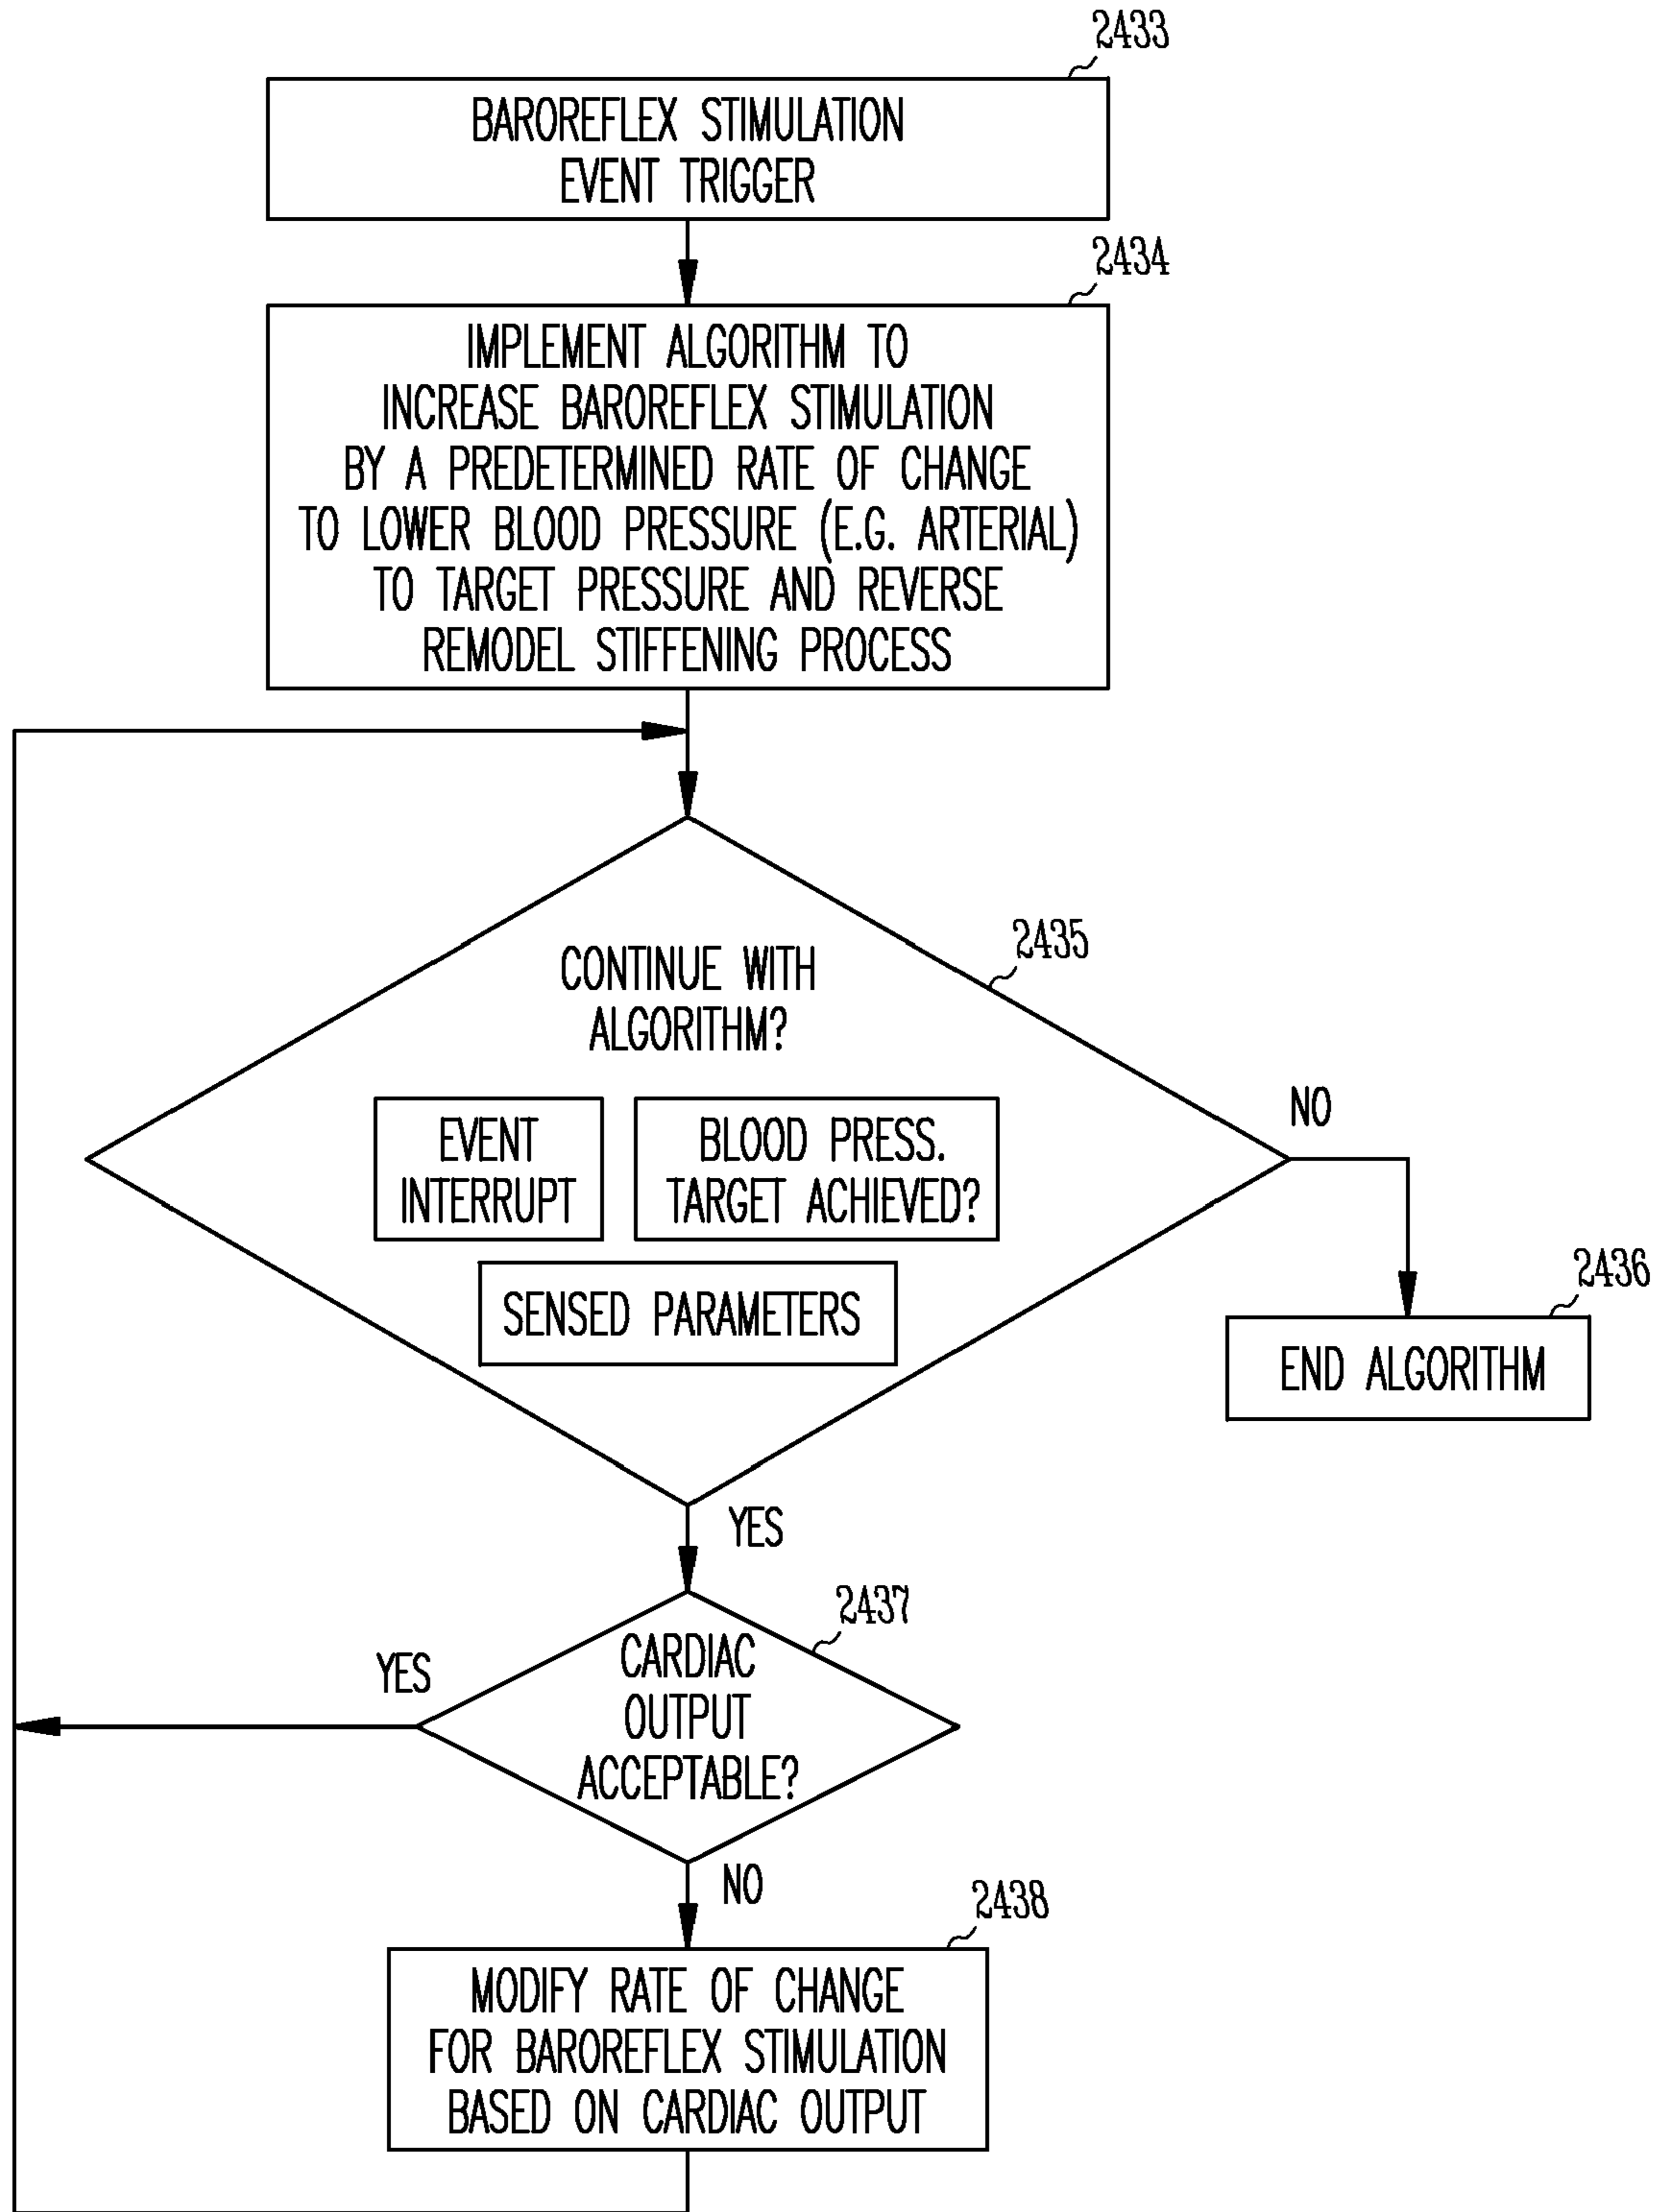 2433
BAROREFLEX STIMULATION
EVENT TRIGGER
2434
IMPLEMENT ALGORITHM TO
INCREASE BAROREFLEX STIMULATION
BY A PREDETERMINED RATE OF CHANGE
TO LOWER BLOOD PRESSURE (E.G. ARTERIAL)
TO TARGET PRESSURE AND REVERSE
REMODEL STIFFENING PROCESS
2435
CONTINUE WITH
ALGORITHM?
NO
EVENT
INTERRUPT
BLOOD PRESS.
TARGET ACHIEVED?
SENSED PARAMETERS
2436
END ALGORITHM
YES
2437
YES
CARDIAC
OUTPUT
ACCEPTABLE?
NO
2438
MODIFY RATE OF CHANGE
FOR BAROREFLEX STIMULATION
BASED ON CARDIAC OUTPUT